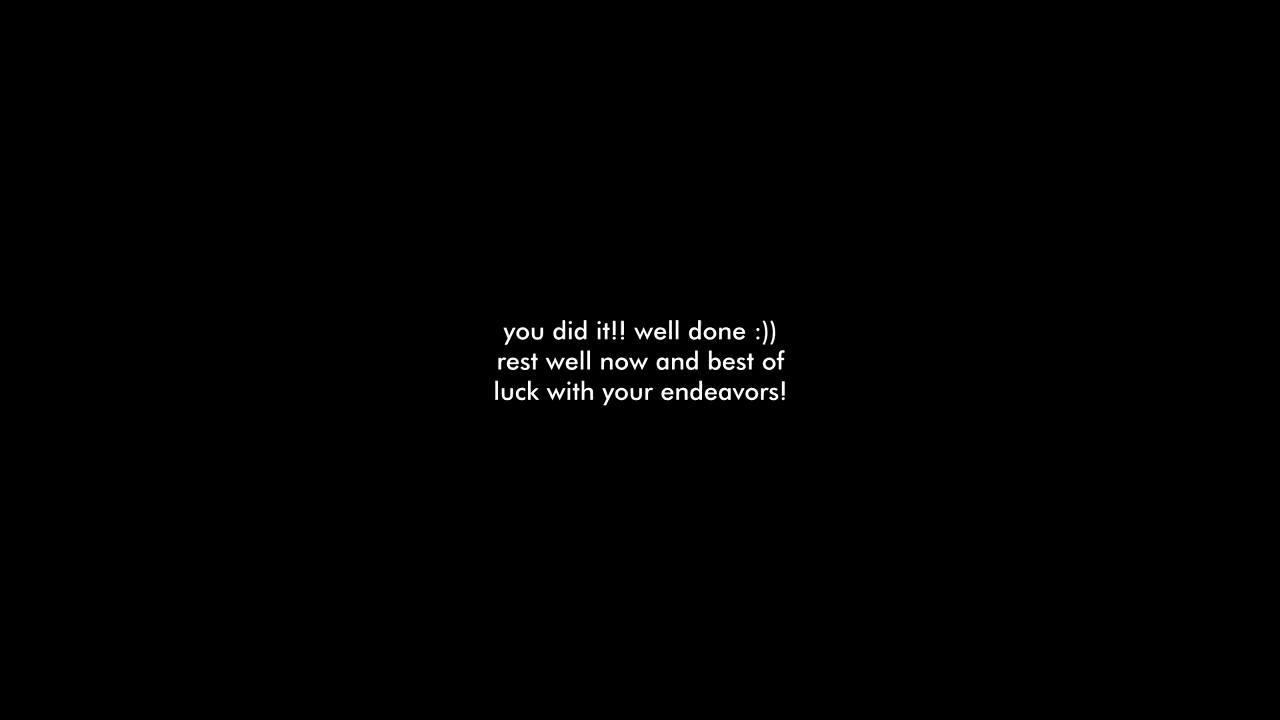 you did it!! well done :))
rest well now and best of
luck with your endeavors!